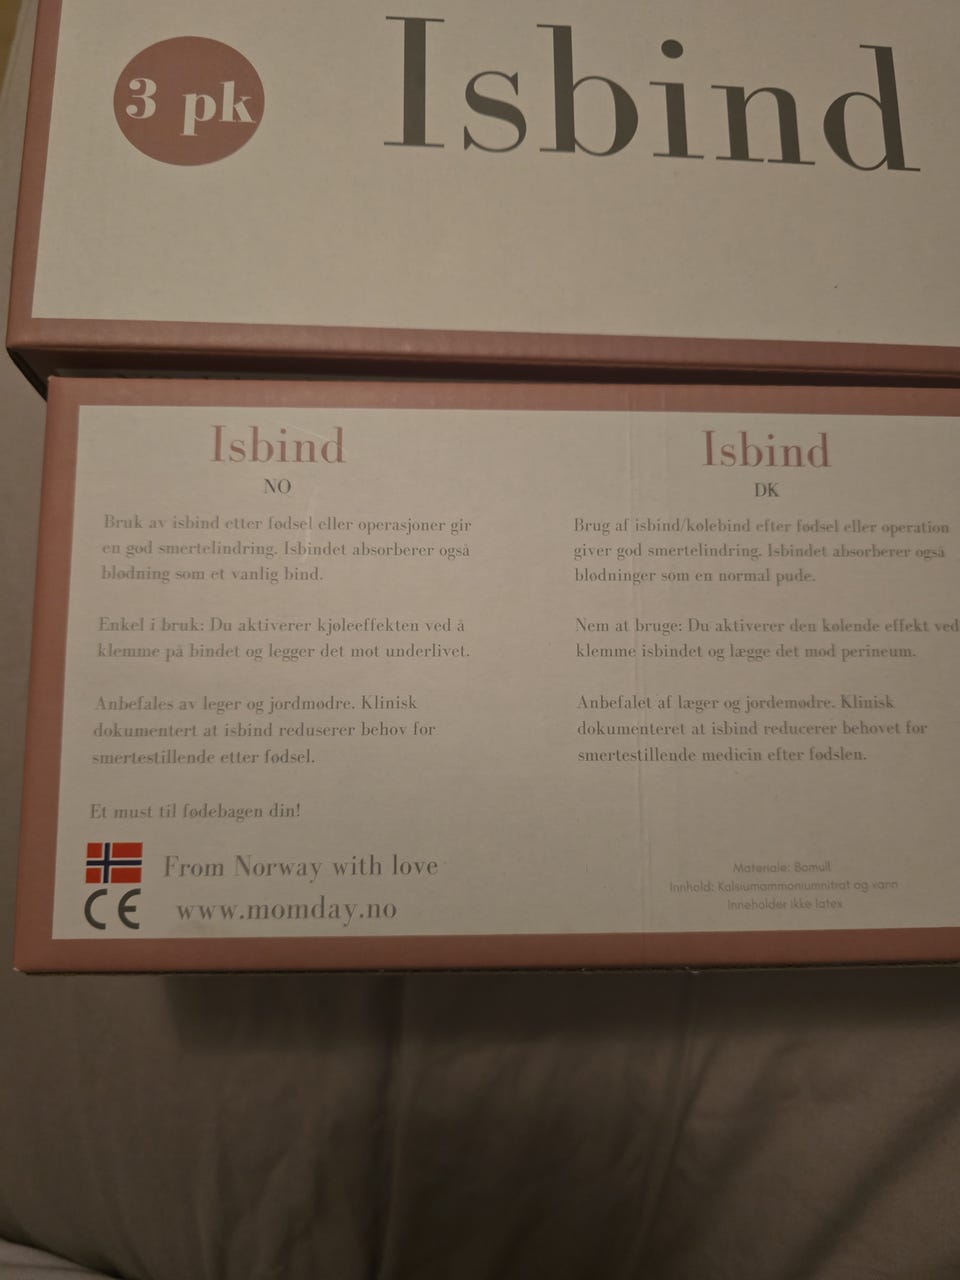 3 pk
Isbind
Isbind
NO
Bruk av isbind etter fødsel eller operasjoner gir
en god smertelindring. Isbindet absorberer også
blødning som et vanlig bind.
Enkel i bruk: Du aktiverer kjøleeffekten ved å
klemme på bindet og legger det mot underlivet.
Anbefales av leger og jordmødre. Klinisk
dokumentert at isbind reduserer behov for
smertestillende etter fødsel.
Et must til fødebagen din!
From Norway with love
CE
www.momday.no
Isbind
DK
Brug af isbind/kølebind efter fødsel eller operation
giver god smertelindring. Isbindet absorberer også
blødninger som en normal pude.
Nem at bruge: Du aktiverer den kølende effekt ved
klemme isbindet og lægge det mod perineum.
Anbefalet af læger og jordemødre. Klinisk
dokumenteret at isbind reducerer behovet for
smertestillende medicin efter fødslen.
Materiale: Bomull
Innhold: Kalsiumammoniumnitrat og vann
Inneholder ikke latex